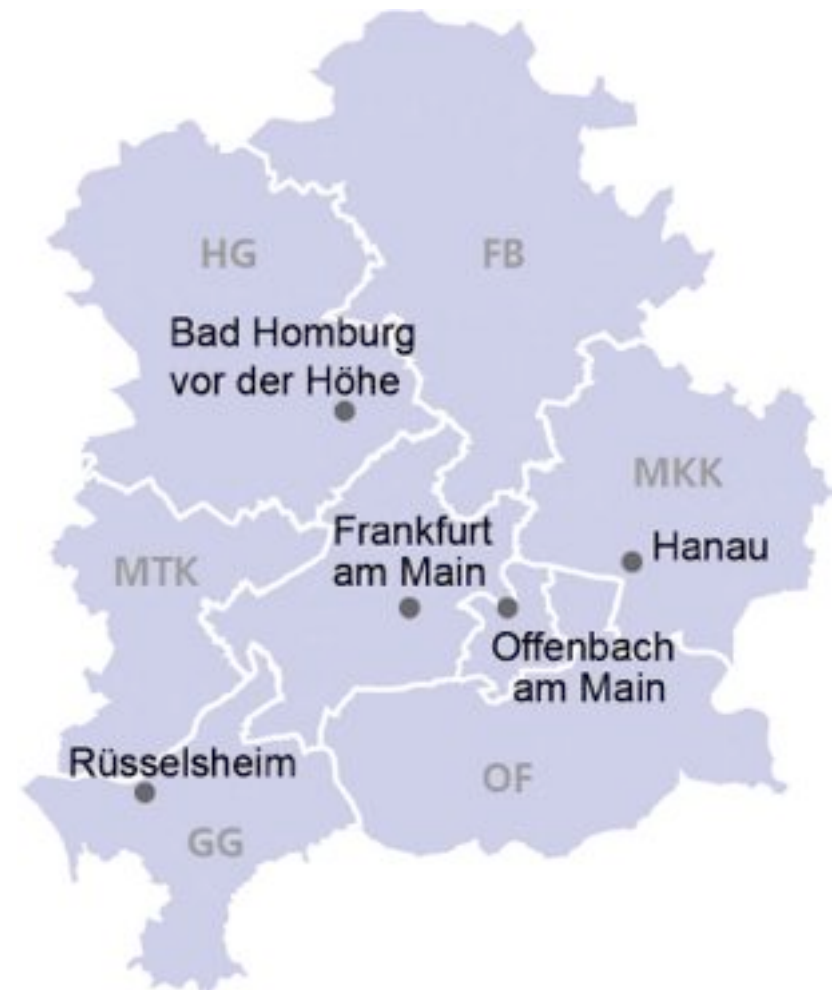 HG
FB
Bad Homburg
vor der Höhe
MKK
Frankfurt
am Main
Hanau
MTK
Offenbach
am Main
Rüsselsheim
OF
GG